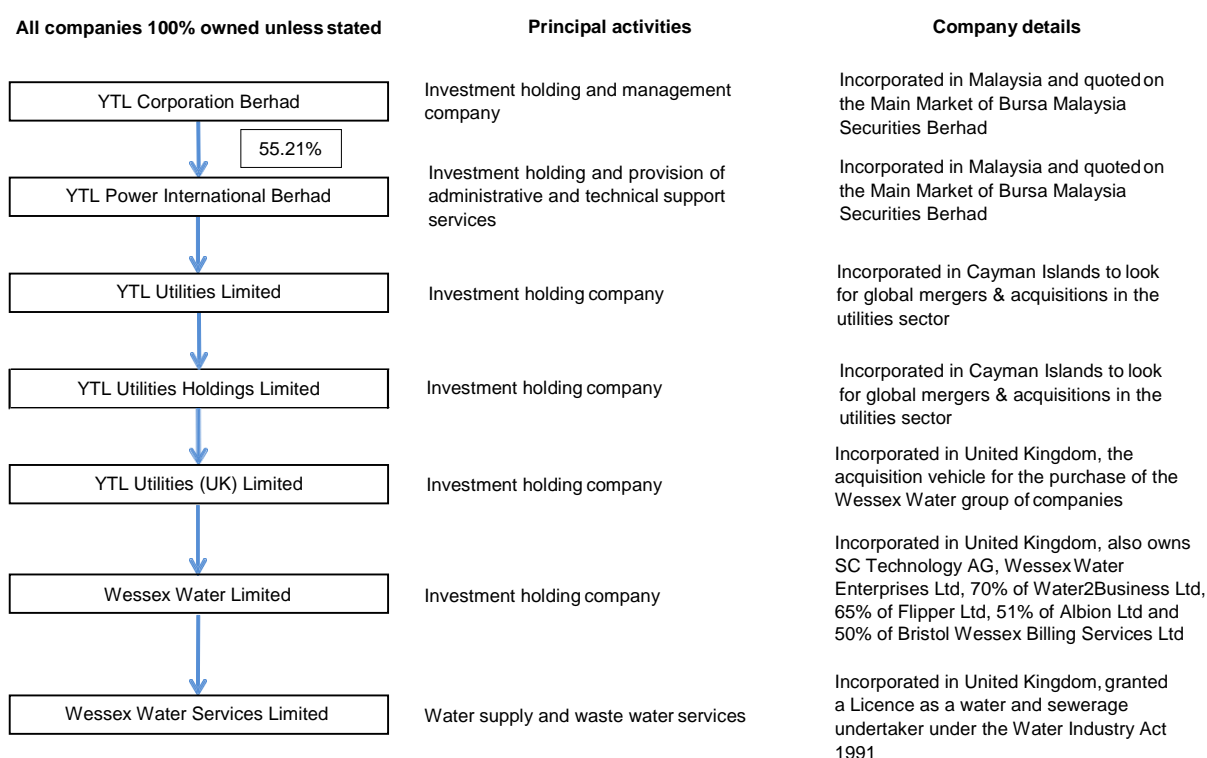 All companies 100% owned unless stated
Principal activities
Company details
YTL Corporation Berhad
Investment holding and management
company
Incorporated in Malaysia and quoted on
the Main Market of Bursa Malaysia
Securities Berhad
55.21%
YTL Power International Berhad
Investment holding and provision of
administrative and technical support
services
Incorporated in Malaysia and quoted on
the Main Market of Bursa Malaysia
Securities Berhad
YTL Utilities Limited
Investment holding company
Incorporated in Cayman Islands to look
for global mergers & acquisitions in the
utilities sector
YTL Utilities Holdings Limited
Investment holding company
Incorporated in Cayman Islands to look
for global mergers & acquisitions in the
utilities sector
YTL Utilities (UK) Limited
Investment holding company
Incorporated in United Kingdom, the
acquisition vehicle for the purchase of the
Wessex Water group of companies
Wessex Water Limited
Investment holding company
Incorporated in United Kingdom, also owns
SC Technology AG, Wessex Water
Enterprises Ltd, 70% of Water2Business Ltd,
65% of Flipper Ltd, 51% of Albion Ltd and
50% of Bristol Wessex Billing Services Ltd
Wessex Water Services Limited
Water supply and waste water services
Incorporated in United Kingdom, granted
a Licence as a water and sewerage
undertaker under the Water Industry Act
1991